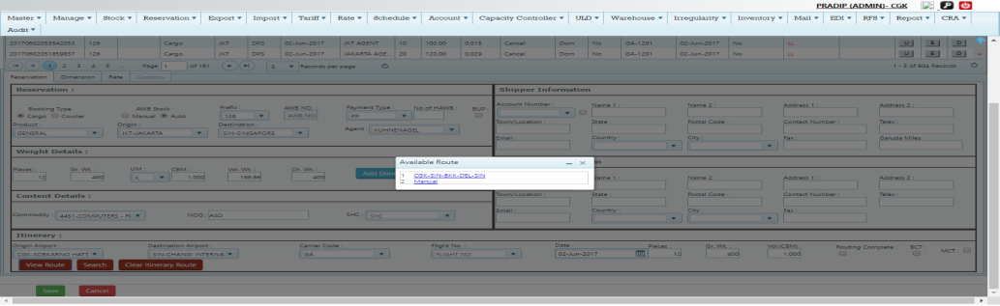 PRADIP (ADMIN)- CGK
Master Manage Stock Reservation Export Import Tariff Rate Schedule Account Capacity Controller ULD Warehouse Irregularity Inventory Mail EDI RFS Report CRA
Audit
20170602053542053 126 Cargo JKT DPS 02-Jun-2017 JKT AGENT 10 100.00 0.015 Cancel Dom No GA-1201 02-Jun-2017 No LL U E D
20170602051859857 126 Cargo JKT DPS 02-Jun-2017 JAKARTA AGE... 20 120.00 0.029 Cancel Dom No GA-1201 02-Jun-2017 No LL U E D
1 2 3 4 5 ... Page 1 of 161 5 Records per page 1 - 5 of 804 Records
Reservation Dimension Rate Customs
Reservation : Shipper Information
Booking Type AWB Stock Prefix : AWB NO. : Payment Type : No of HAWB : BUP
Cargo Courier Manual Auto 126 AWB NO. PP
Account Number : Name 1 : Name 2 : Address 1 : Address 2 :
Product : Origin : Destination : Agent : KUHNENAGEL
GENERAL JKT-JAKARTA SIN-SINGAPORE
Town/Location : State : Postal Code : Contact Number : Telex :
Email : Country : City : Fax : Garuda Miles :
Weight Details :
Pieces : Gr. Wt. : UM : CBM : Vol. Wt. : Ch. Wt. :
12 400 K 1.000 166.66 400 Add Dim
Available Route
1 CGK-SIN-BKK-DEL-SIN
2 Manual
Name 1 : Name 2 : Address 1 : Address 2 :
Town/Location : State : Postal Code : Contact Number : Telex :
Email : Country : City : Fax :
Content Details :
Commodity : 4451-COMPUTERS - PI NOG : ASD SHC : SHC
Itinerary :
Origin Airport : Destination Airport : Carrier Code : Flight No. : Date : Pieces : Gr. Wt. : Vol.(CBM) : Routing Complete : BCT : MCT :
CGK-SOEKARNO HATT SIN-CHANGI INTERNA GA FLIGHT NO 02-Jun-2017 12 400 1.000
View Route Search Clear Itinerary Route
Save Cancel